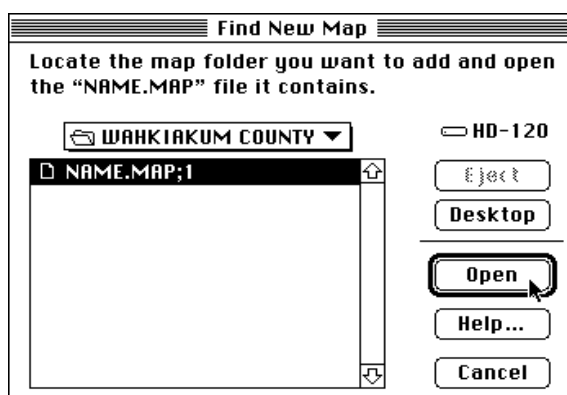 Find New Map
Locate the map folder you want to add and open
the “NAME.MAP” file it contains.
WAHKIAKUM COUNTY
HD-120
NAME.MAP;1
Eject
Desktop
Open
Help...
Cancel